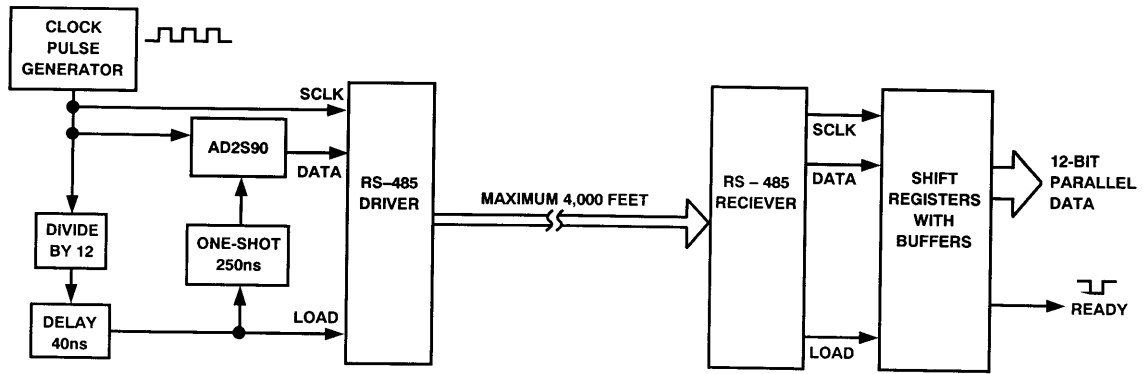 CLOCK
PULSE
GENERATOR
SCLK
AD2S90
DATA
DIVIDE
BY 12
ONE-SHOT
250ns
DELAY
40ns
LOAD
RS–485
DRIVER
MAXIMUM 4,000 FEET
RS – 485
RECIEVER
SCLK
DATA
LOAD
SHIFT
REGISTERS
WITH
BUFFERS
12-BIT
PARALLEL
DATA
READY